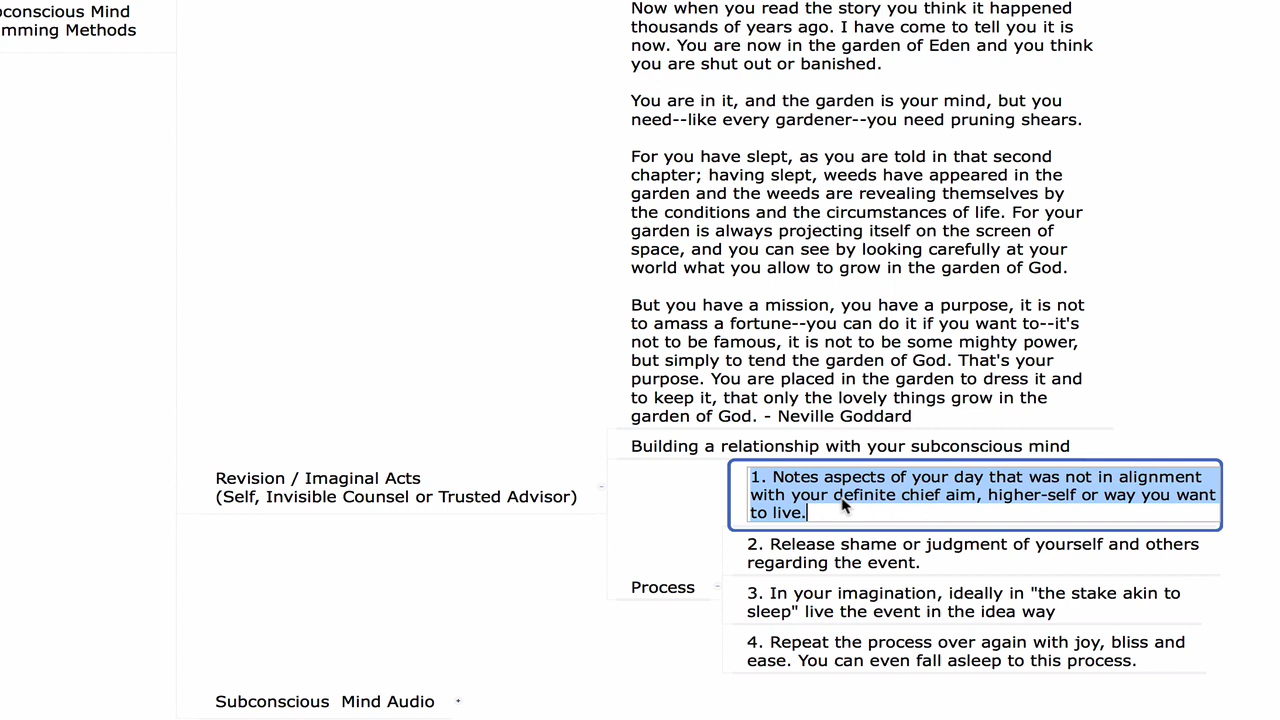 bconscious Mind
mming Methods
Now when you read the story you think it happened
thousands of years ago. I have come to tell you it is
now. You are now in the garden of Eden and you think
you are shut out or banished.
You are in it, and the garden is your mind, but you
need--like every gardener--you need pruning shears.
For you have slept, as you are told in that second
chapter; having slept, weeds have appeared in the
garden and the weeds are revealing themselves by
the conditions and the circumstances of life. For your
garden is always projecting itself on the screen of
space, and you can see by looking carefully at your
world what you allow to grow in the garden of God.
But you have a mission, you have a purpose, it is not
to amass a fortune--you can do it if you want to--it's
not to be famous, it is not to be some mighty power,
but simply to tend the garden of God. That's your
purpose. You are placed in the garden to dress it and
to keep it, that only the lovely things grow in the
garden of God. - Neville Goddard
Building a relationship with your subconscious mind
Revision / Imaginal Acts
(Self, Invisible Counsel or Trusted Advisor)
Process
1. Notes aspects of your day that was not in alignment
with your definite chief aim, higher-self or way you want
to live.
2. Release shame or judgment of yourself and others
regarding the event.
3. In your imagination, ideally in "the stake akin to
sleep" live the event in the idea way
4. Repeat the process over again with joy, bliss and
ease. You can even fall asleep to this process.
Subconscious  Mind Audio